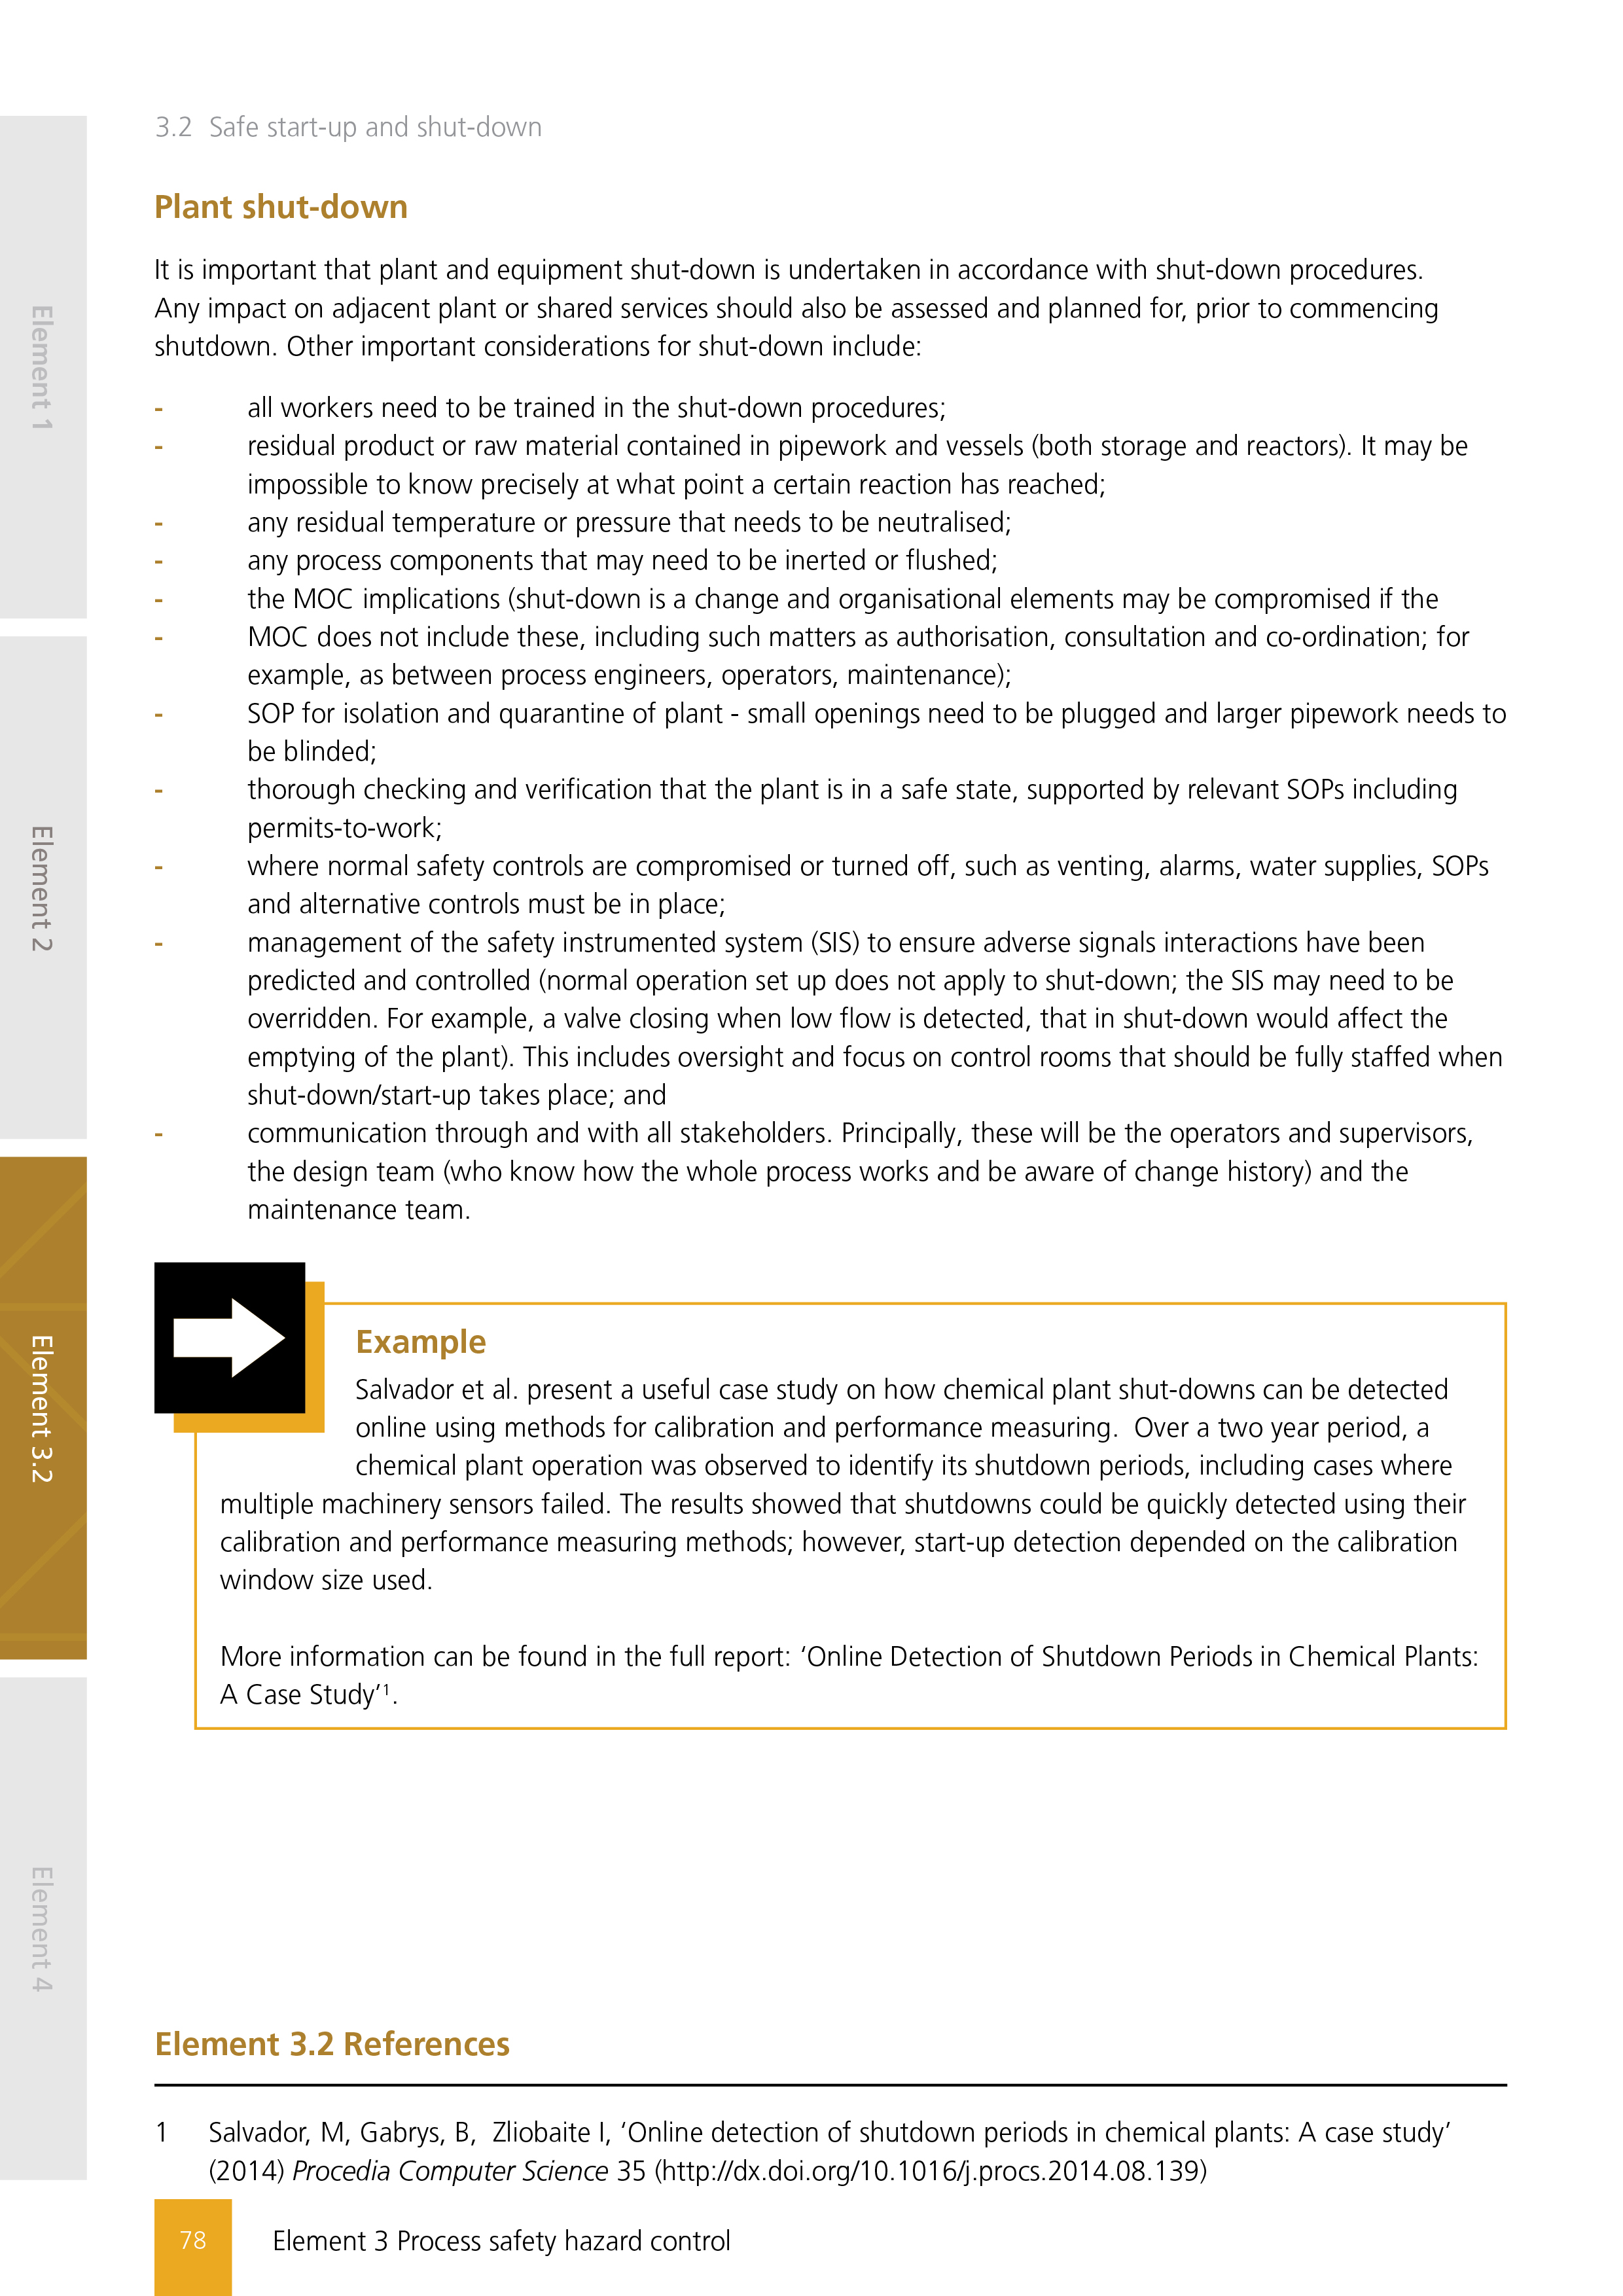 3.2 Safe start-up and shut-down
Plant shut-down
It is important that plant and equipment shut-down is undertaken in accordance with shut-down procedures.
Any impact on adjacent plant or shared services should also be assessed and planned for, prior to commencing
shutdown. Other important considerations for shut-down include:
- all workers need to be trained in the shut-down procedures;
- residual product or raw material contained in pipework and vessels (both storage and reactors). It may be
impossible to know precisely at what point a certain reaction has reached;
- any residual temperature or pressure that needs to be neutralised;
- any process components that may need to be inerted or flushed;
- the MOC implications (shut-down is a change and organisational elements may be compromised if the
- MOC does not include these, including such matters as authorisation, consultation and co-ordination; for
example, as between process engineers, operators, maintenance);
- SOP for isolation and quarantine of plant - small openings need to be plugged and larger pipework needs to
be blinded;
- thorough checking and verification that the plant is in a safe state, supported by relevant SOPs including
permits-to-work;
- where normal safety controls are compromised or turned off, such as venting, alarms, water supplies, SOPs
and alternative controls must be in place;
- management of the safety instrumented system (SIS) to ensure adverse signals interactions have been
predicted and controlled (normal operation set up does not apply to shut-down; the SIS may need to be
overridden. For example, a valve closing when low flow is detected, that in shut-down would affect the
emptying of the plant). This includes oversight and focus on control rooms that should be fully staffed when
shut-down/start-up takes place; and
- communication through and with all stakeholders. Principally, these will be the operators and supervisors,
the design team (who know how the whole process works and be aware of change history) and the
maintenance team.
Example
Salvador et al. present a useful case study on how chemical plant shut-downs can be detected
online using methods for calibration and performance measuring.  Over a two year period, a
chemical plant operation was observed to identify its shutdown periods, including cases where
multiple machinery sensors failed. The results showed that shutdowns could be quickly detected using their
calibration and performance measuring methods; however, start-up detection depended on the calibration
window size used.
More information can be found in the full report: ‘Online Detection of Shutdown Periods in Chemical Plants:
A Case Study’¹.
Element 3.2 References
1 Salvador, M, Gabrys, B,  Zliobaite I, ‘Online detection of shutdown periods in chemical plants: A case study’
(2014) Procedia Computer Science 35 (http://dx.doi.org/10.1016/j.procs.2014.08.139)
78 Element 3 Process safety hazard control
Element 1
Element 2
Element 3.2
Element 4